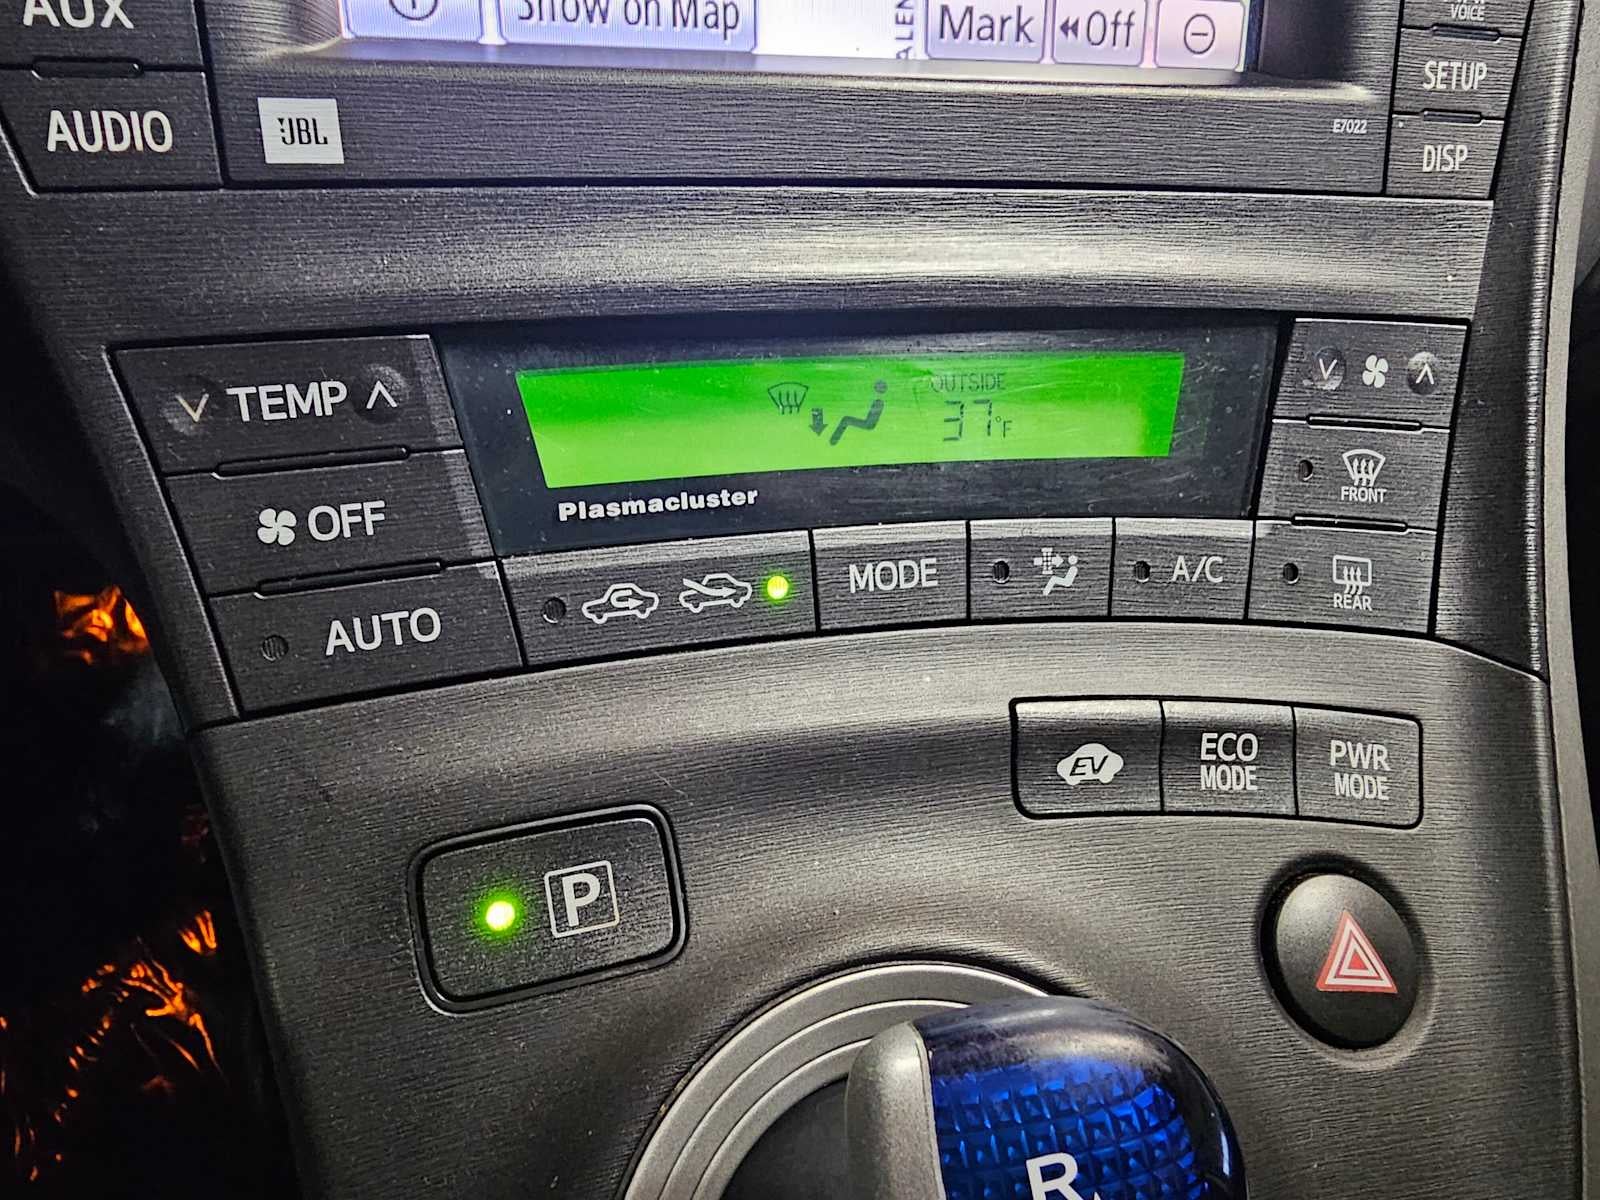 AUX
Show on Map
Mark
Off
VOICE
SETUP
AUDIO
JBL
E7022
DISP
TEMP
OUTSIDE
37°F
Plasmacluster
FRONT
OFF
AUTO
MODE
A/C
REAR
EV
ECO
MODE
PWR
MODE
P
R